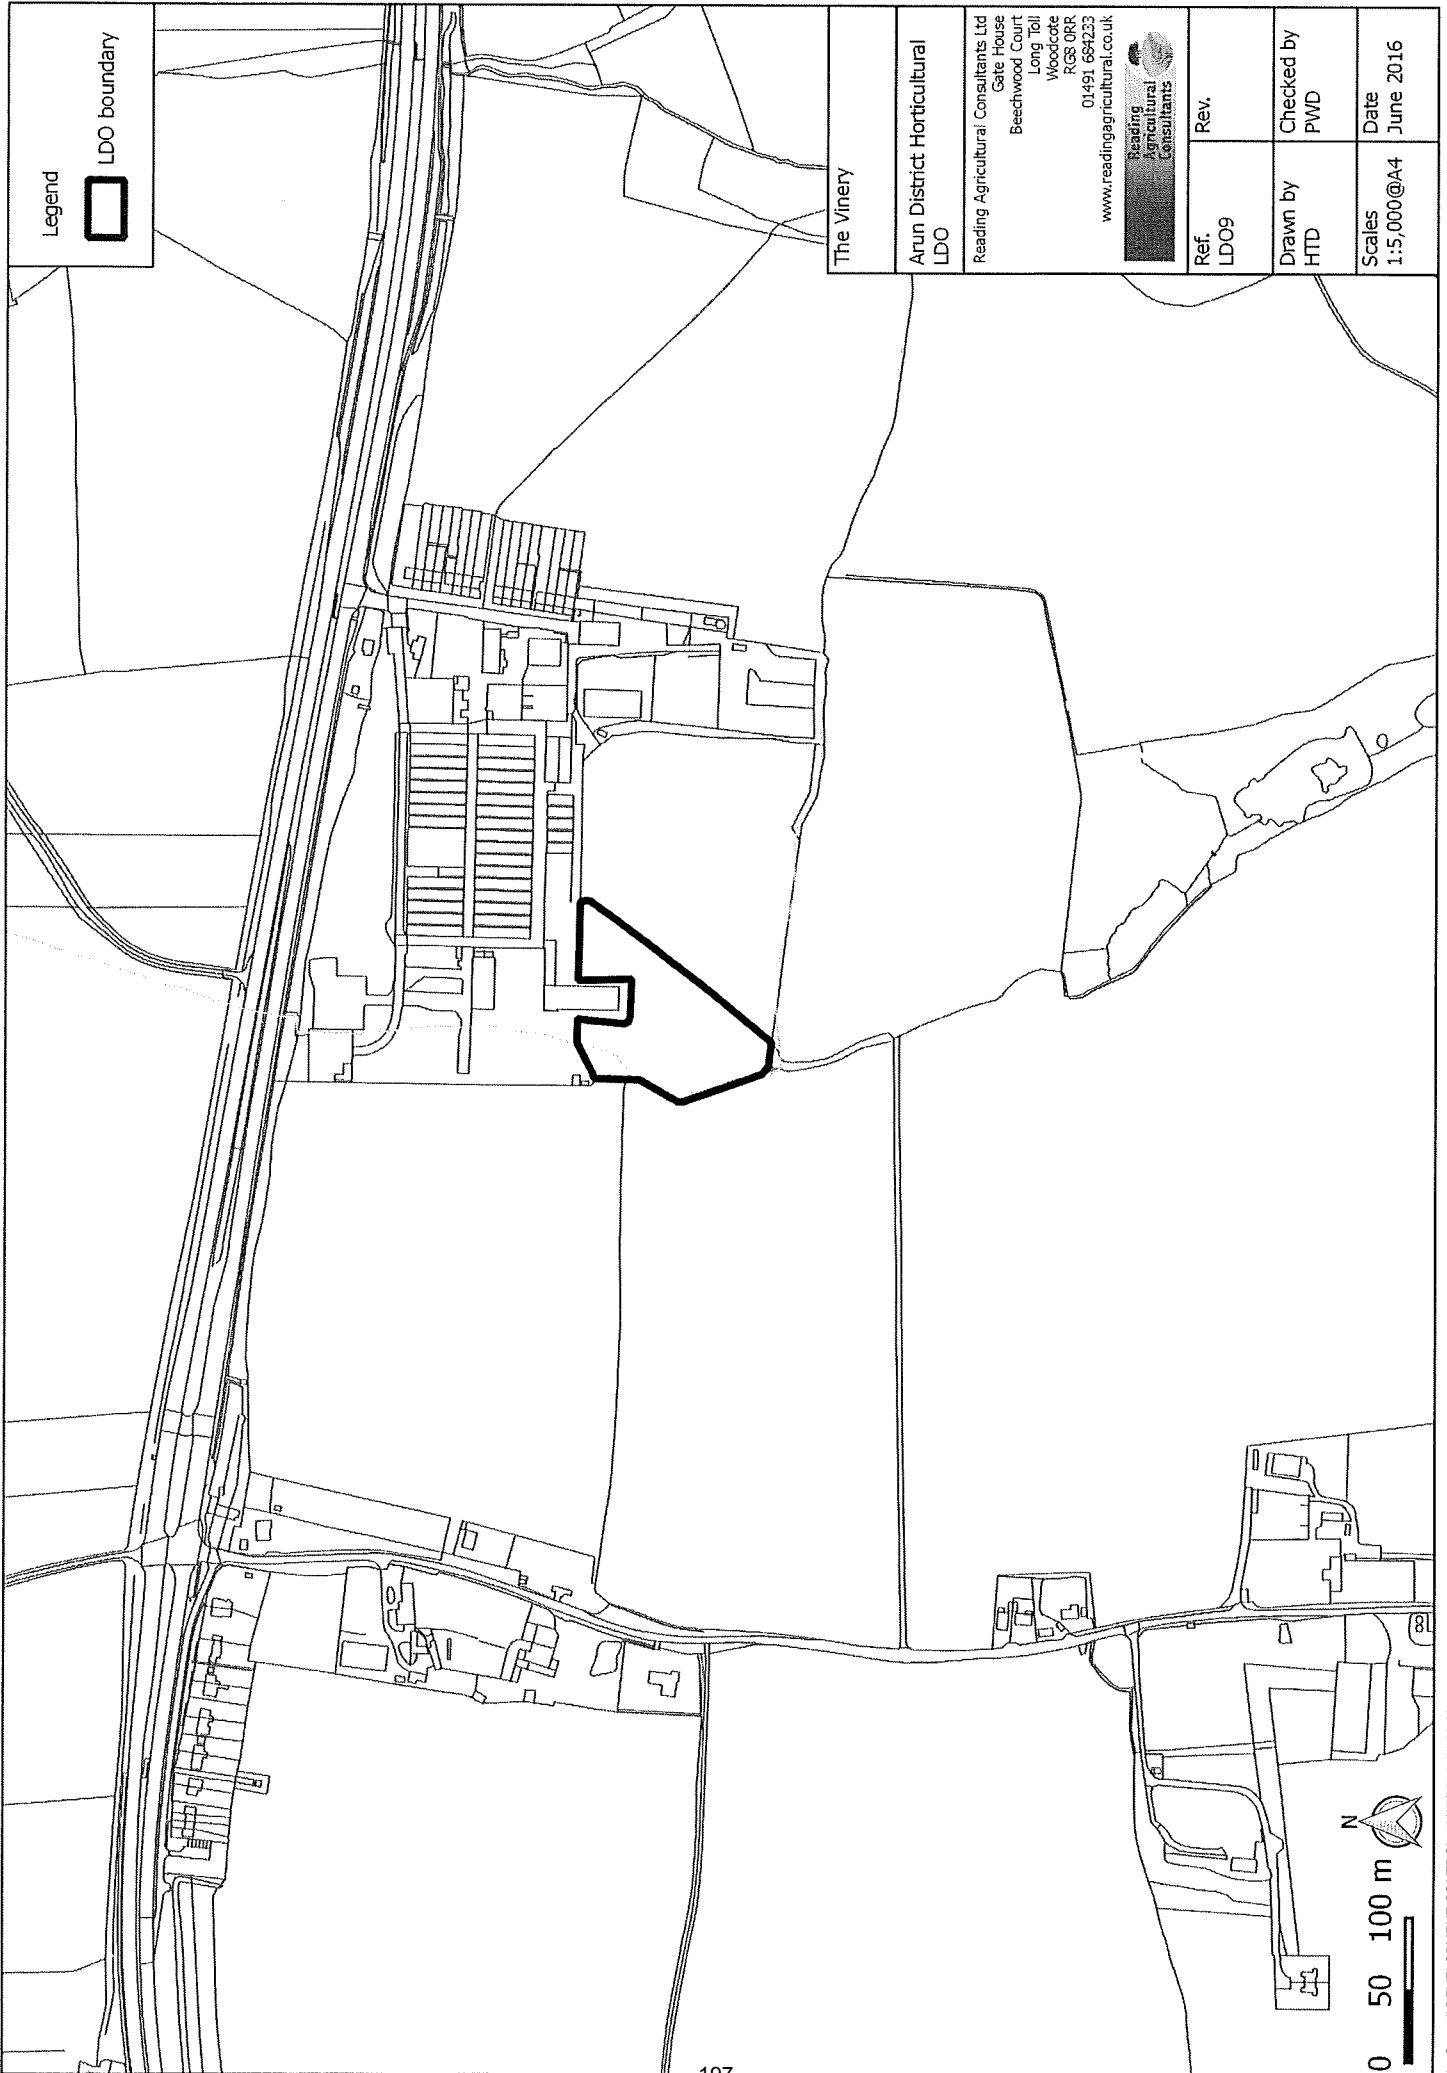 Legend
LDO boundary
The Vinery
Arun District Horticultural
LDO
Reading Agricultural Consultants Ltd
Gate House
Beechwood Court
Long Toll
Woodcote
RG8 0RR
01491 684233
www.readingagricultural.co.uk
Reading
Agricultural
Consultants
Ref.
LDO9
Rev.
Drawn by
HTD
Checked by
PWD
Scales
1:5,000@A4
Date
June 2016
N
0 50 100 m